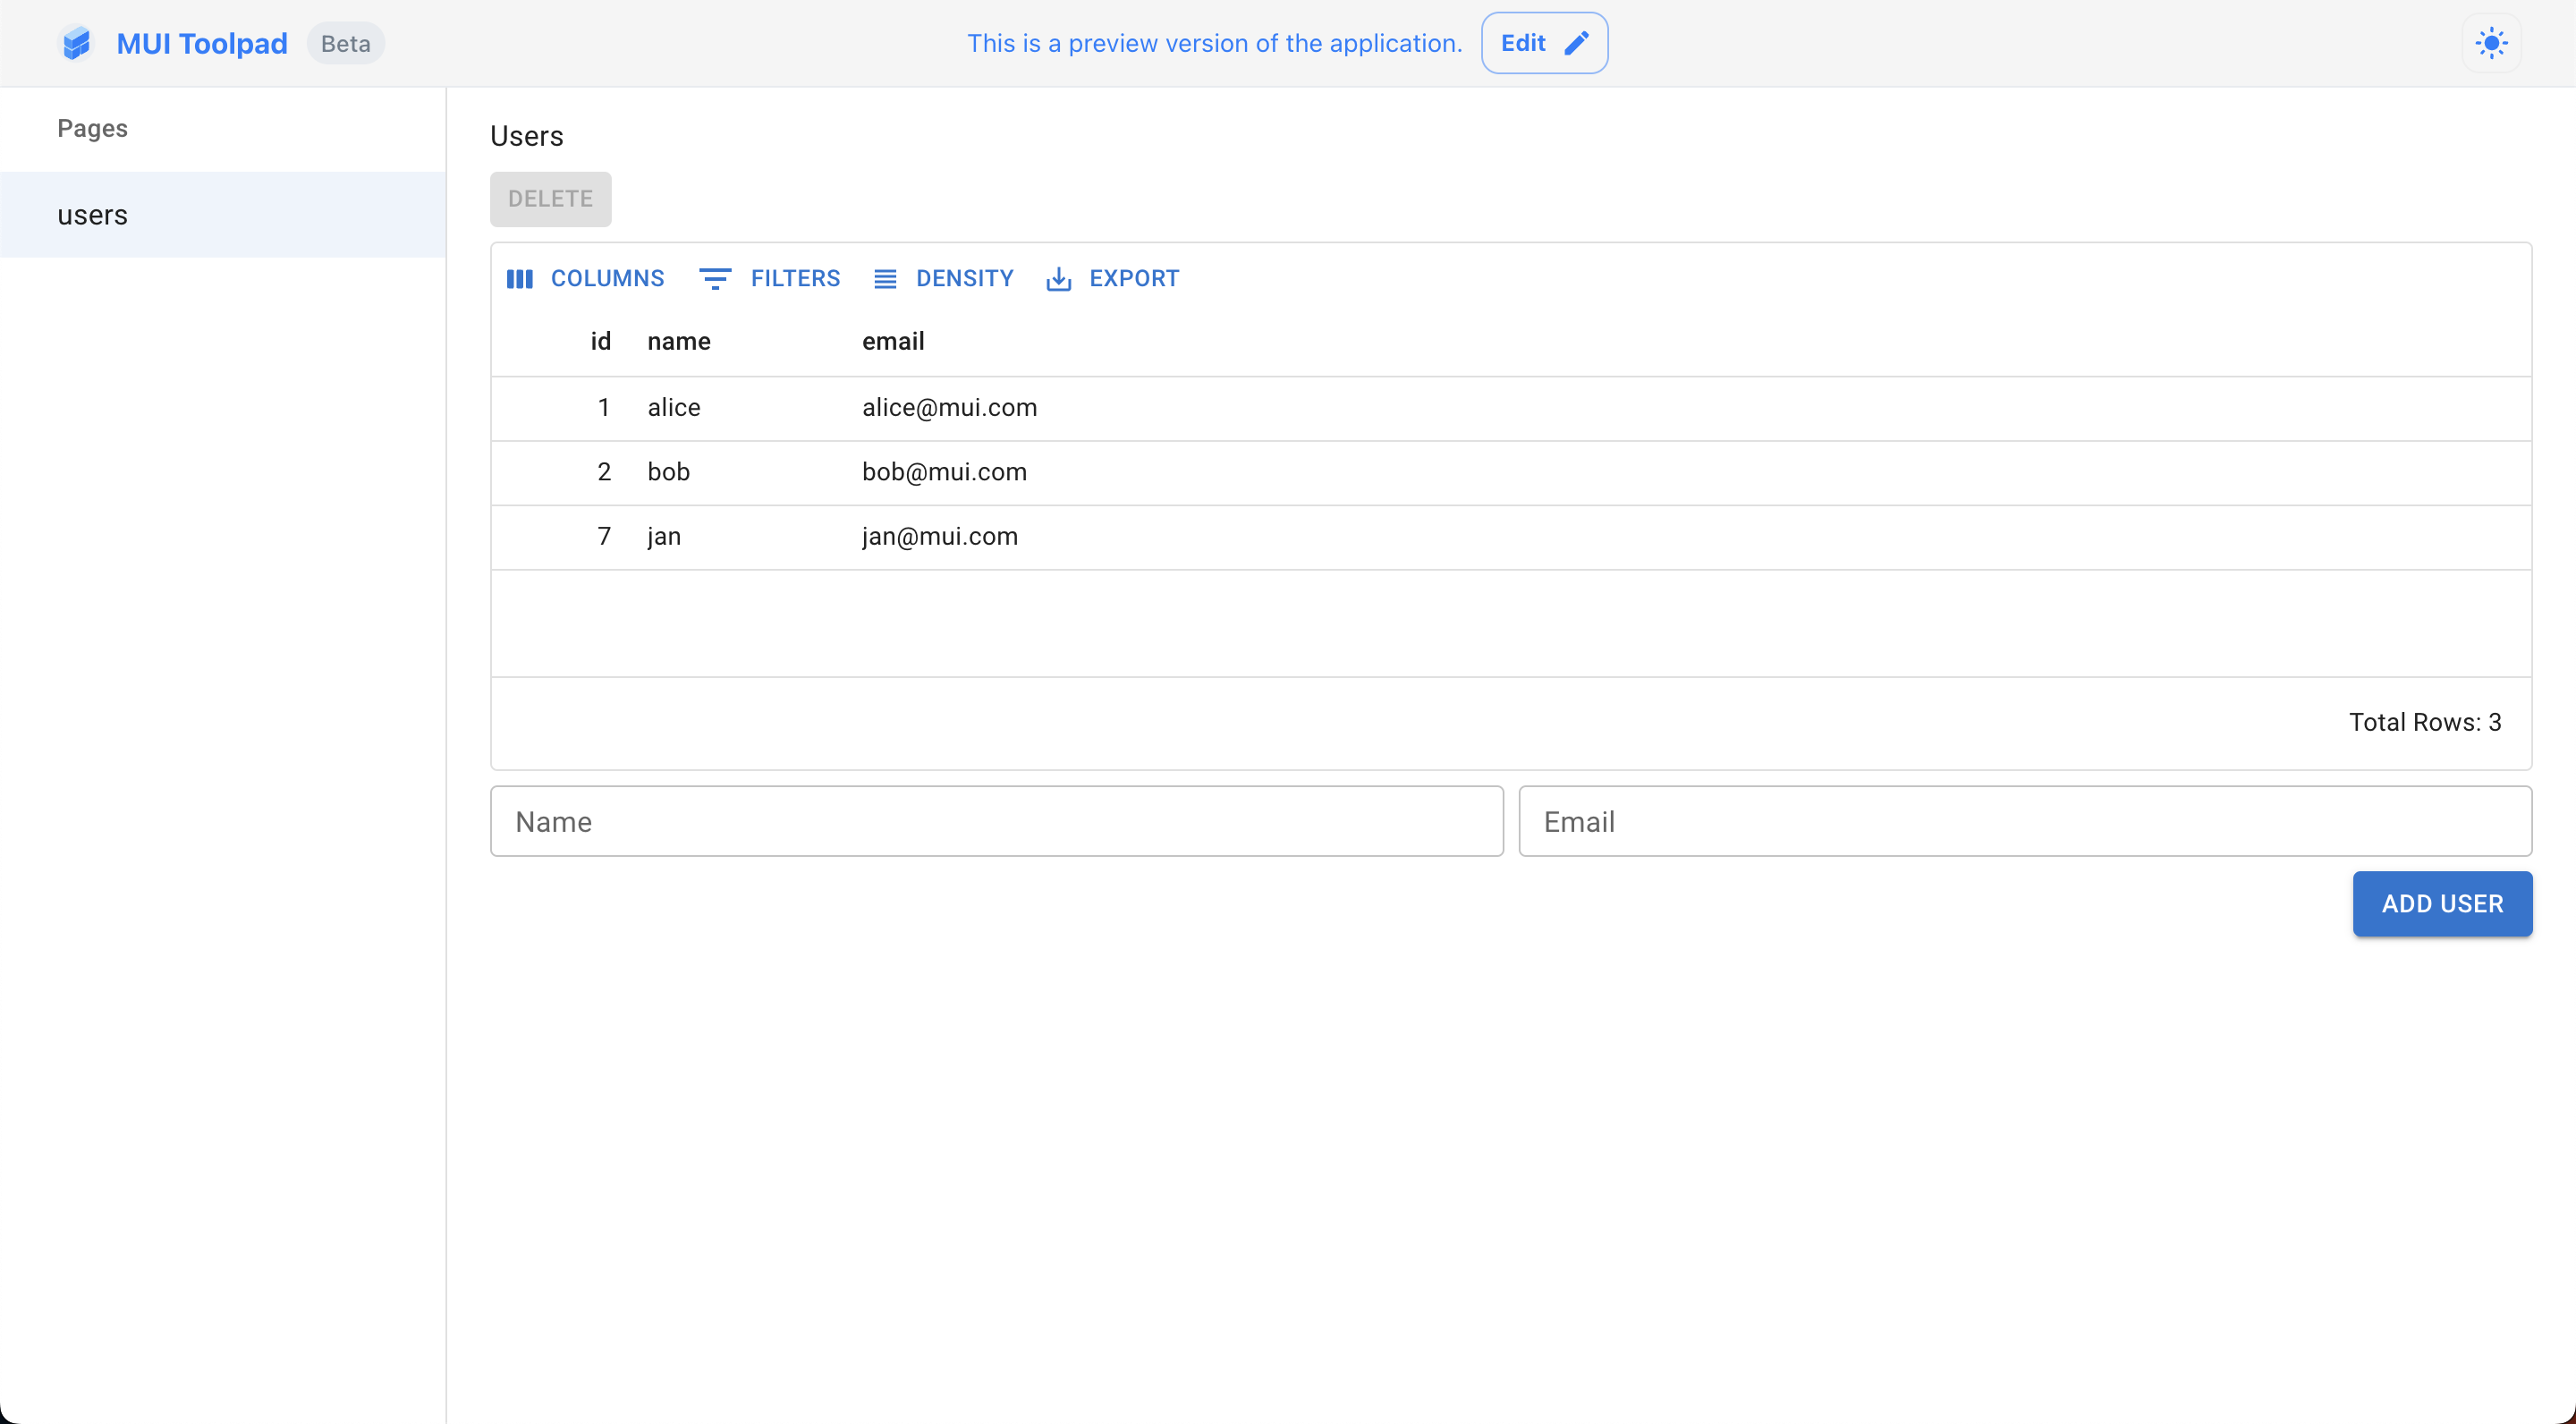 MUI Toolpad Beta
This is a preview version of the application. Edit
Pages
users
Users
DELETE
COLUMNS FILTERS DENSITY EXPORT
id name email
1 alice alice@mui.com
2 bob bob@mui.com
7 jan jan@mui.com
Total Rows: 3
Name Email
ADD USER